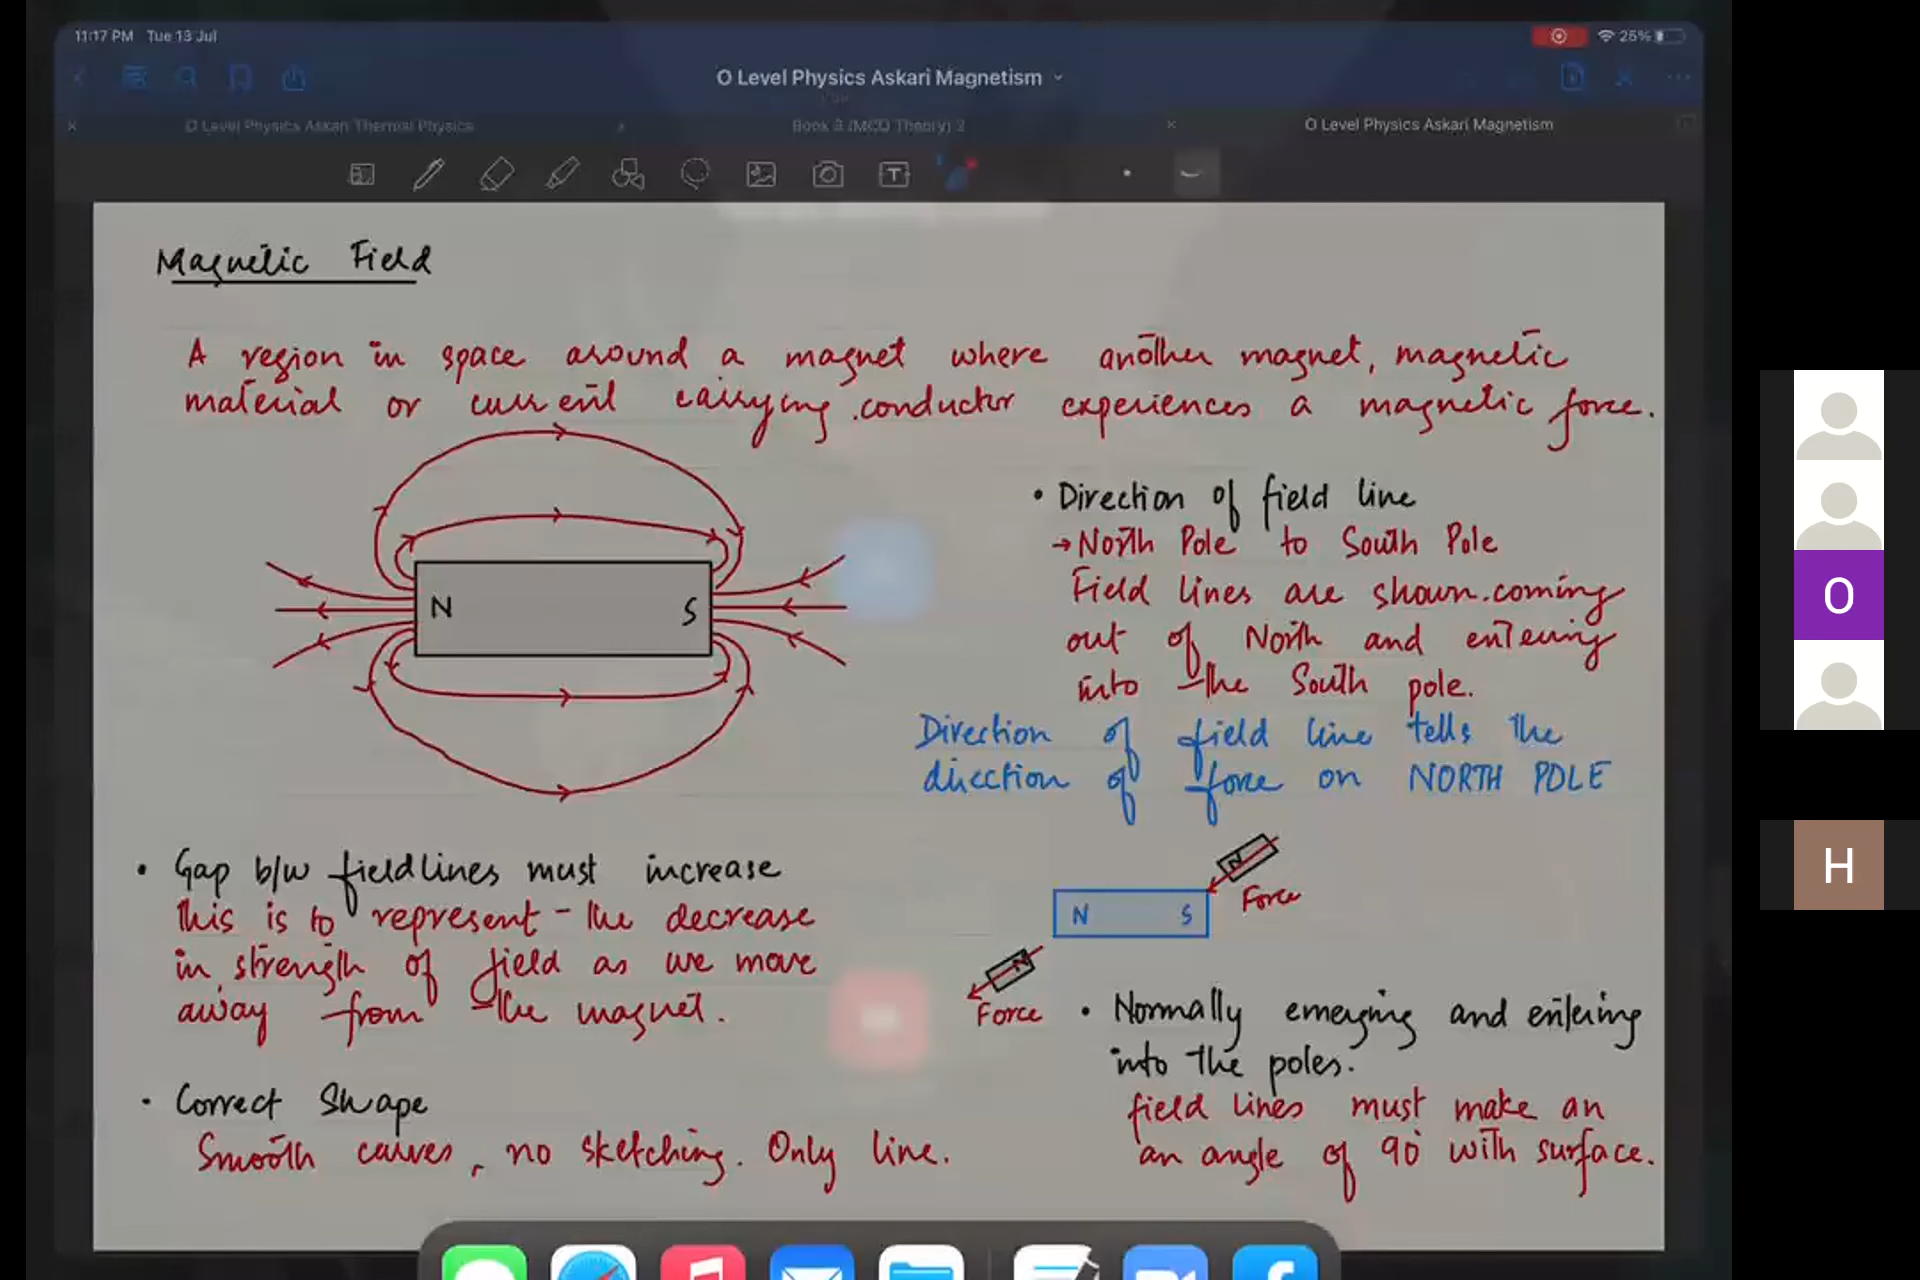 11:17 PM Tue 13 Jul
25%
O Level Physics Askari Magnetism
O Level Physics Askari Thermal Physics
Book 3 (MCQ Theory) 2
O Level Physics Askari Magnetism
Magnetic Field
A region in space around a magnet where another magnet, magnetic
material or current carrying conductor experiences a magnetic force.
N S
• Direction of field line
→ North Pole to South Pole
Field lines are shown coming
out of North and entering
into the South pole.
Direction of field line tells the
direction of force on NORTH POLE
N
Force
N S
N
Force
• Gap b/w field lines must increase
This is to represent the decrease
in strength of field as we move
away from the magnet.
• Correct Shape
Smooth curves, no sketching. Only line.
• Normally emerging and entering
into the poles.
field lines must make an
an angle of 90° with surface.
O
H